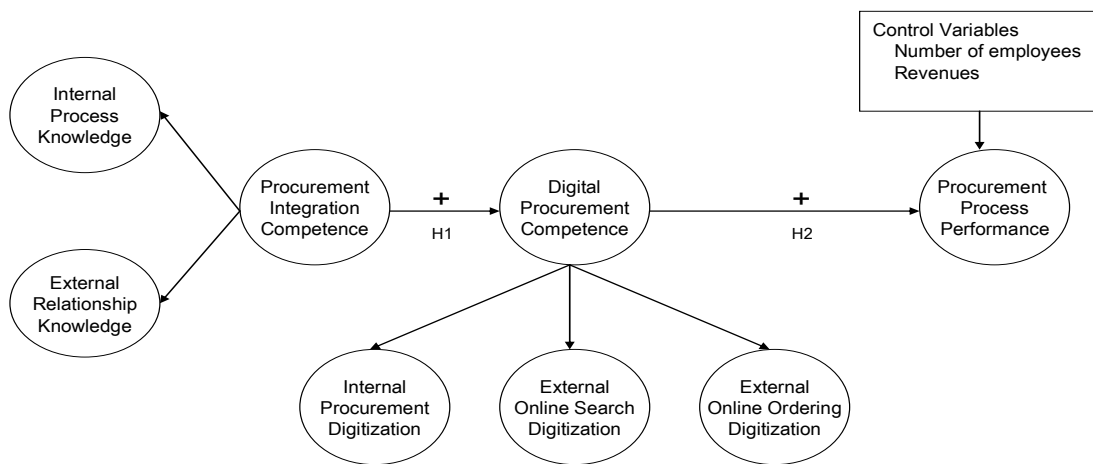 Control Variables
Number of employees
Revenues
Internal
Process
Knowledge
Procurement
Integration
Competence
+
H1
Digital
Procurement
Competence
+
H2
Procurement
Process
Performance
External
Relationship
Knowledge
Internal
Procurement
Digitization
External
Online Search
Digitization
External
Online Ordering
Digitization